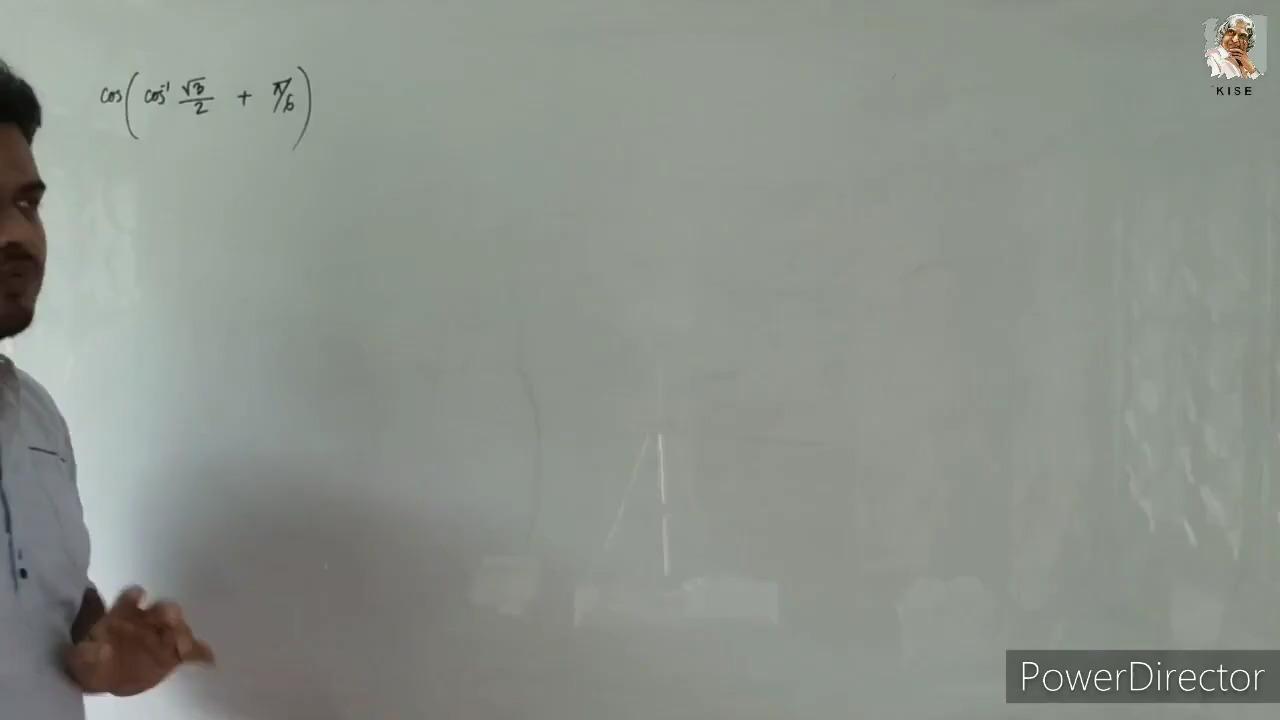 cos(cos⁻¹ √3/2 + π/6)
KISE
PowerDirector